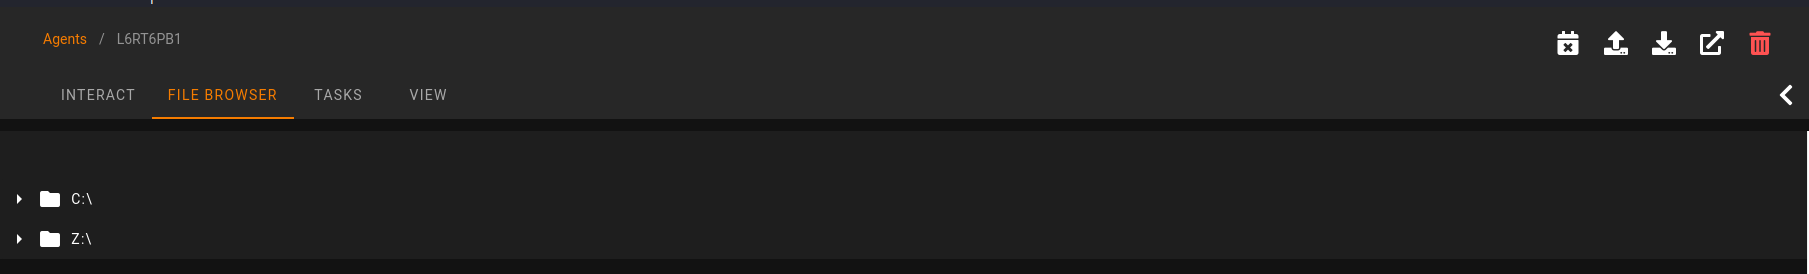 Agents / L6RT6PB1
INTERACT FILE BROWSER TASKS VIEW
C:\
Z:\